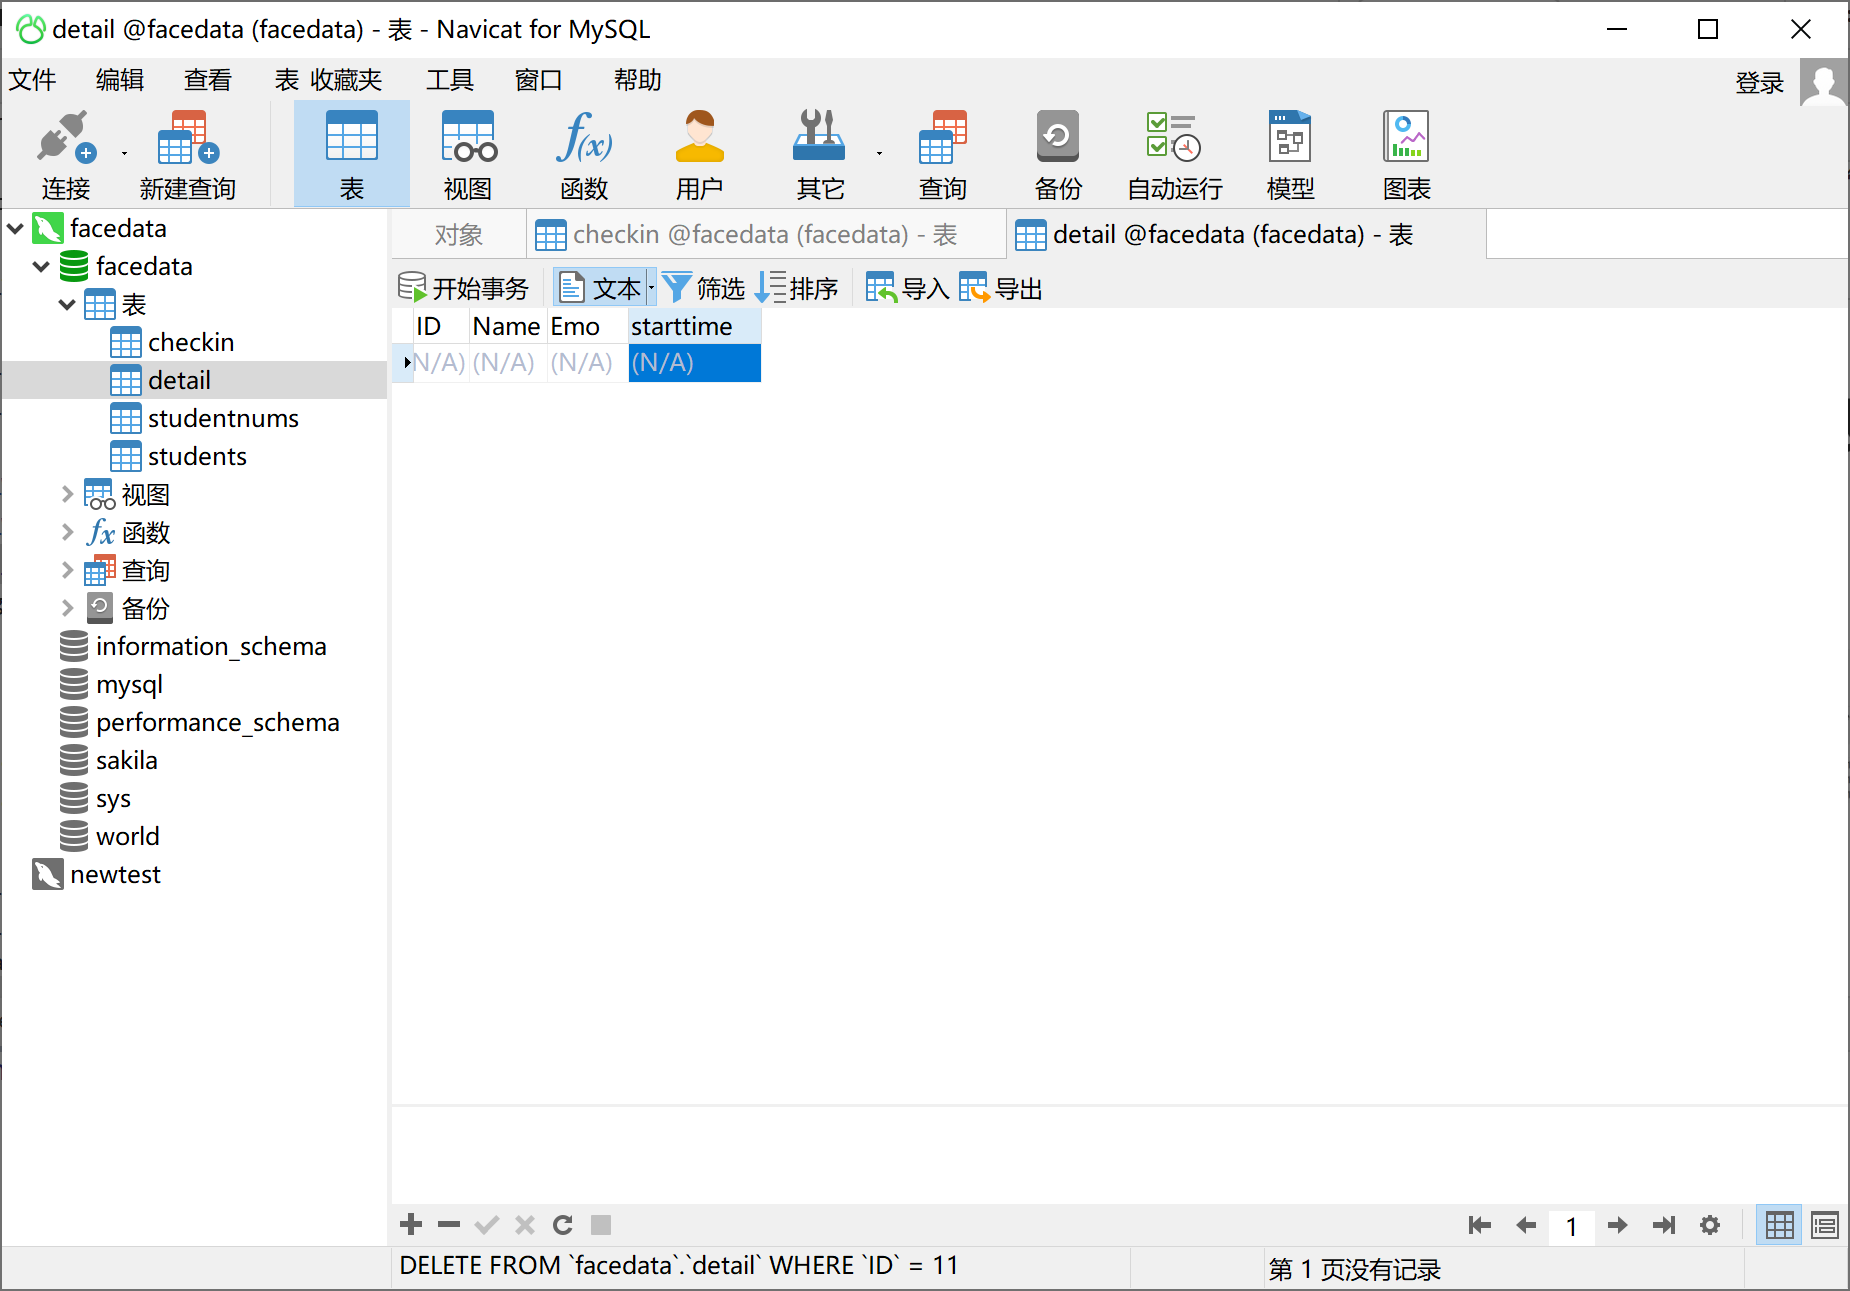 detail @facedata (facedata) - 表 - Navicat for MySQL
文件 编辑 查看 表 收藏夹 工具 窗口 帮助 登录
连接 新建查询 表 视图 函数 用户 其它 查询 备份 自动运行 模型 图表
对象 checkin @facedata (facedata) - 表 detail @facedata (facedata) - 表
开始事务 文本 筛选 排序 导入 导出
facedata
facedata
表
checkin
detail
studentnums
students
视图
函数
查询
备份
information_schema
mysql
performance_schema
sakila
sys
world
newtest
ID Name Emo starttime
N/A) (N/A) (N/A) (N/A)
1
DELETE FROM `facedata`.`detail` WHERE `ID` = 11
第 1 页没有记录